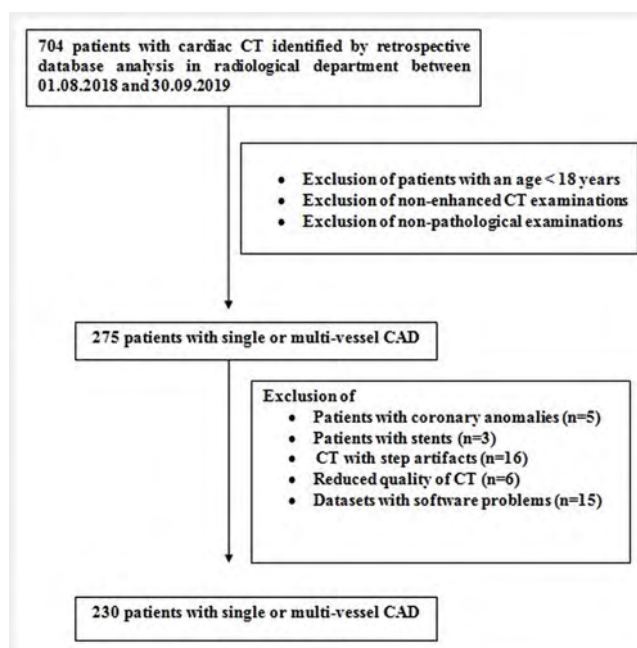 704 patients with cardiac CT identified by retrospective
database analysis in radiological department between
01.08.2018 and 30.09.2019
• Exclusion of patients with an age < 18 years
• Exclusion of non-enhanced CT examinations
• Exclusion of non-pathological examinations
275 patients with single or multi-vessel CAD
Exclusion of
• Patients with coronary anomalies (n=5)
• Patients with stents (n=3)
• CT with step artifacts (n=16)
• Reduced quality of CT (n=6)
• Datasets with software problems (n=15)
230 patients with single or multi-vessel CAD